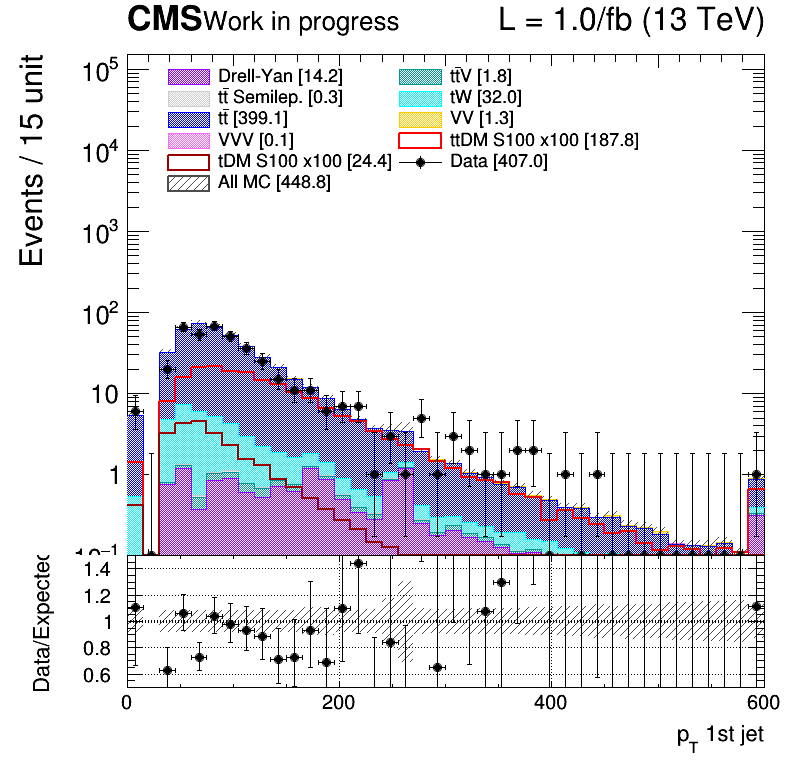 CMS Work in progress L = 1.0/fb (13 TeV)
Events / 15 unit
10⁵
10⁴
10³
10²
10
1
10⁻¹
Drell-Yan [14.2]
tt̄V [1.8]
tt̄ Semilep. [0.3]
tW [32.0]
tt̄ [399.1]
VV [1.3]
VVV [0.1]
ttDM S100 x100 [187.8]
tDM S100 x100 [24.4]
Data [407.0]
All MC [448.8]
Data/Expected
1.4
1.2
1
0.8
0.6
0 200 400 600
p_T 1st jet